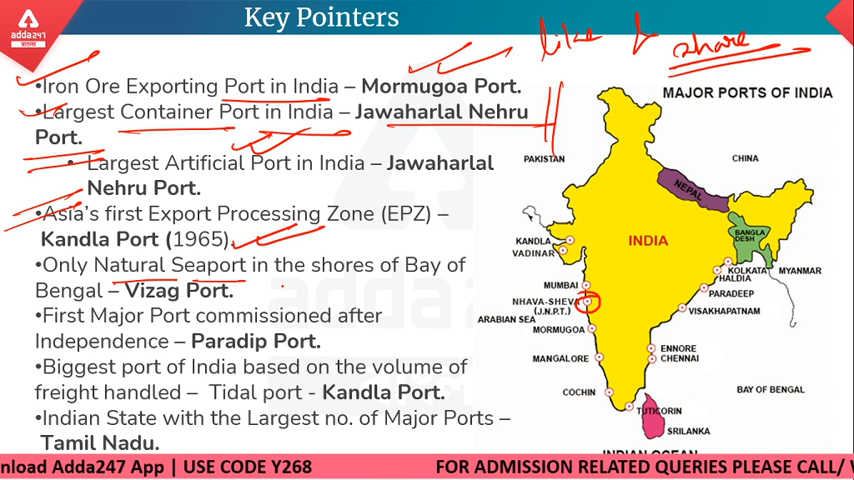 adda247
বাংলা
Key Pointers
like & share
•Iron Ore Exporting Port in India – Mormugoa Port.
•Largest Container Port in India – Jawaharlal Nehru
Port.
• Largest Artificial Port in India – Jawaharlal
Nehru Port.
•Asia's first Export Processing Zone (EPZ) –
Kandla Port (1965).
•Only Natural Seaport in the shores of Bay of
Bengal – Vizag Port.
•First Major Port commissioned after
Independence – Paradip Port.
•Biggest port of India based on the volume of
freight handled – Tidal port - Kandla Port.
•Indian State with the Largest no. of Major Ports –
Tamil Nadu.
MAJOR PORTS OF INDIA
PAKISTAN
CHINA
NEPAL
BANGLA
DESH
INDIA
KANDLA
VADINAR
KOLKATA
MYANMAR
HALDIA
MUMBAI
PARADEEP
NHAVA-SHEVA
(J.N.P.T.)
VISAKHAPATNAM
ARABIAN SEA
MORMUGOA
ENNORE
CHENNAI
MANGALORE
BAY OF BENGAL
COCHIN
TUTICORIN
SRILANKA
INDIAN OCEAN
nload Adda247 App | USE CODE Y268
FOR ADMISSION RELATED QUERIES PLEASE CALL/